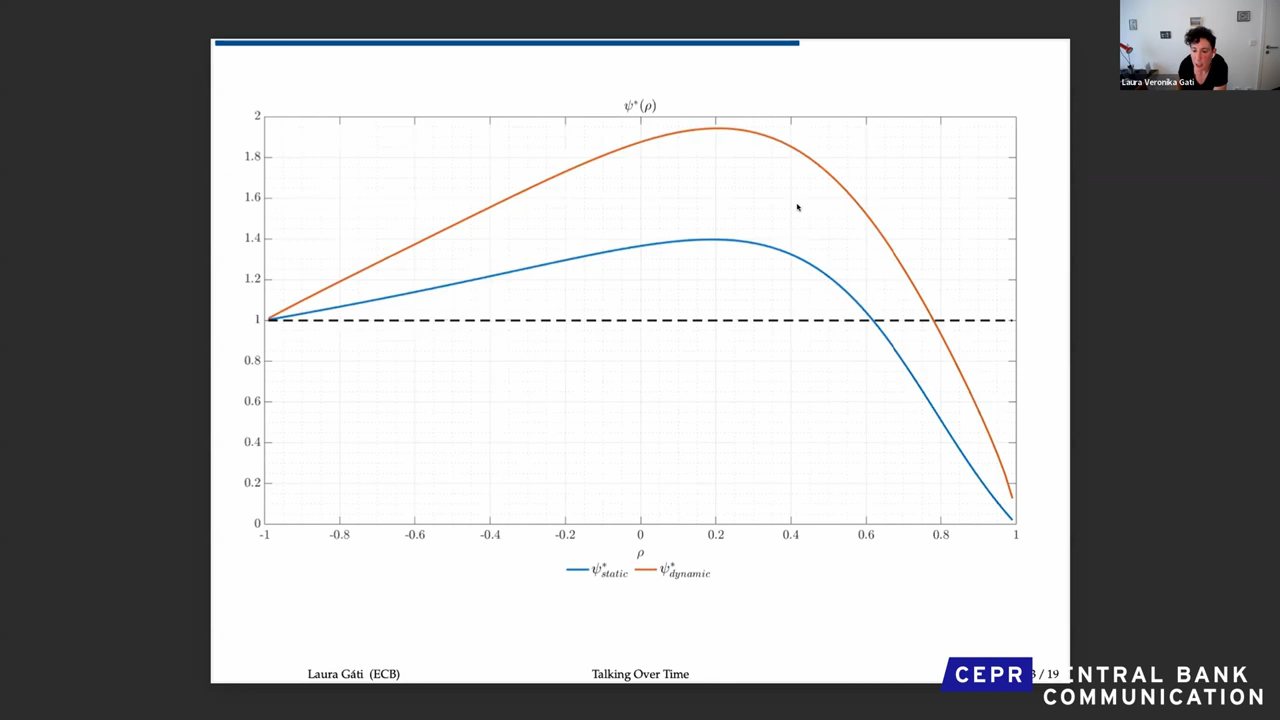 Laura Veronika Gati
ψ*(ρ)
2
1.8
1.6
1.4
1.2
1
0.8
0.6
0.4
0.2
0
-1 -0.8 -0.6 -0.4 -0.2 0 0.2 0.4 0.6 0.8 1
ρ
ψ*static ψ*dynamic
Laura Gáti (ECB) Talking Over Time / 19
CEPR CENTRAL BANK
COMMUNICATION